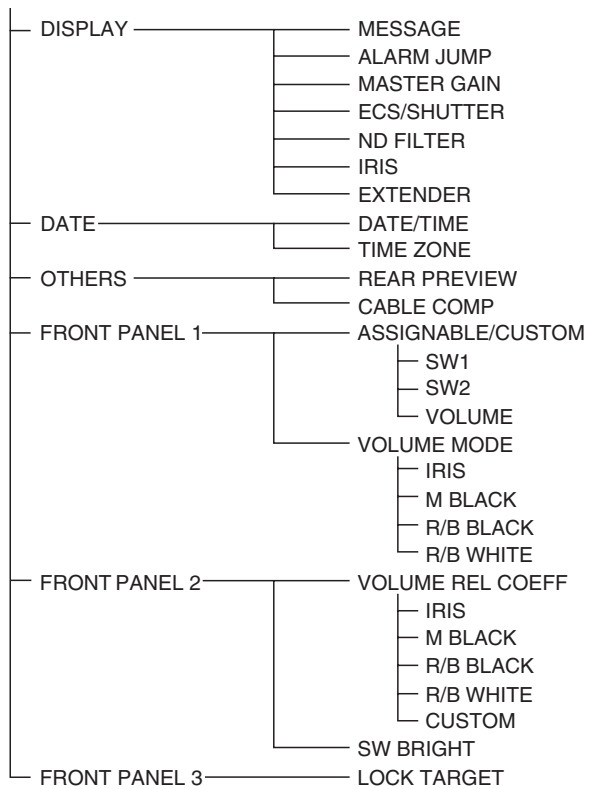 DISPLAY MESSAGE
ALARM JUMP
MASTER GAIN
ECS/SHUTTER
ND FILTER
IRIS
EXTENDER
DATE DATE/TIME
TIME ZONE
OTHERS REAR PREVIEW
CABLE COMP
FRONT PANEL 1 ASSIGNABLE/CUSTOM
SW1
SW2
VOLUME
VOLUME MODE
IRIS
M BLACK
R/B BLACK
R/B WHITE
FRONT PANEL 2 VOLUME REL COEFF
IRIS
M BLACK
R/B BLACK
R/B WHITE
CUSTOM
SW BRIGHT
FRONT PANEL 3 LOCK TARGET